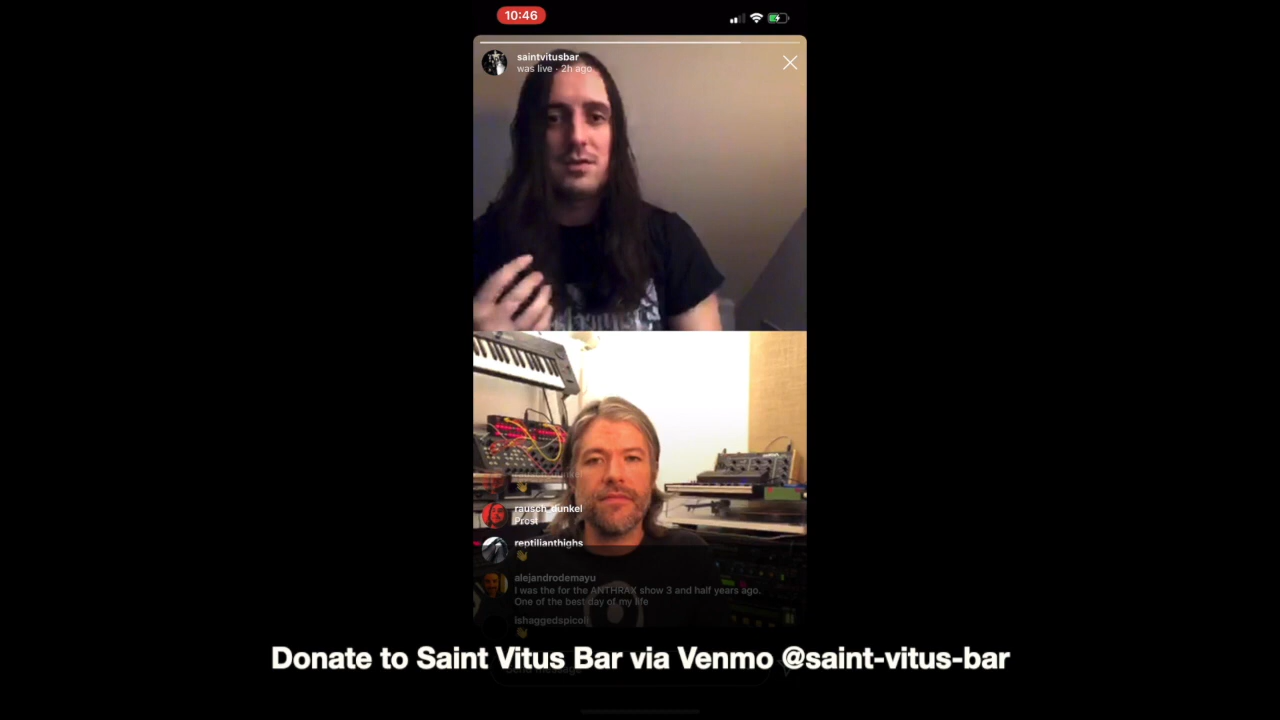 10:46
saintvitusbar
was live · 2h ago
rausch_dunkel
Prost
reptilianthighs
alejandrodemayu
I was the for the ANTHRAX show 3 and half years ago.
One of the best day of my life
ishaggedspicoli
Donate to Saint Vitus Bar via Venmo @saint-vitus-bar